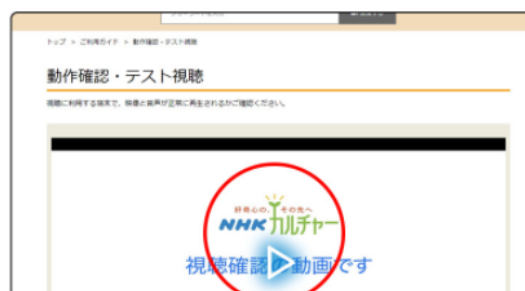 トップ > ご利用ガイド > 動作確認・テスト視聴
動作確認・テスト視聴
視聴に利用する端末で、映像と音声が正常に再生されるかご確認ください。
好奇心の、その先へ
NHKカルチャー
視聴確認の動画です